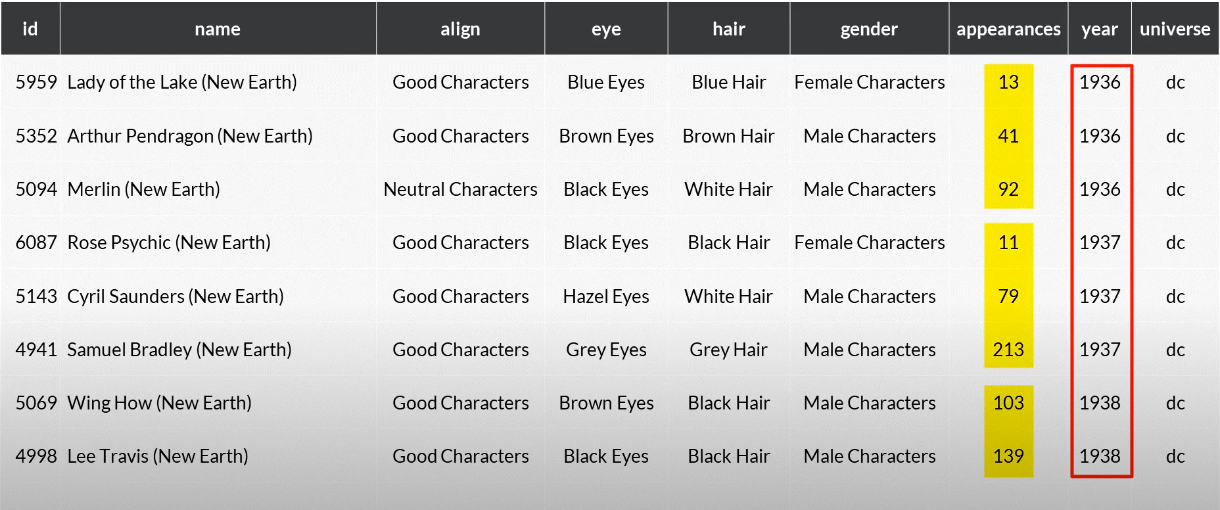 id name align eye hair gender appearances year universe
5959 Lady of the Lake (New Earth) Good Characters Blue Eyes Blue Hair Female Characters 13 1936 dc
5352 Arthur Pendragon (New Earth) Good Characters Brown Eyes Brown Hair Male Characters 41 1936 dc
5094 Merlin (New Earth) Neutral Characters Black Eyes White Hair Male Characters 92 1936 dc
6087 Rose Psychic (New Earth) Good Characters Black Eyes Black Hair Female Characters 11 1937 dc
5143 Cyril Saunders (New Earth) Good Characters Hazel Eyes White Hair Male Characters 79 1937 dc
4941 Samuel Bradley (New Earth) Good Characters Grey Eyes Grey Hair Male Characters 213 1937 dc
5069 Wing How (New Earth) Good Characters Brown Eyes Black Hair Male Characters 103 1938 dc
4998 Lee Travis (New Earth) Good Characters Black Eyes Black Hair Male Characters 139 1938 dc